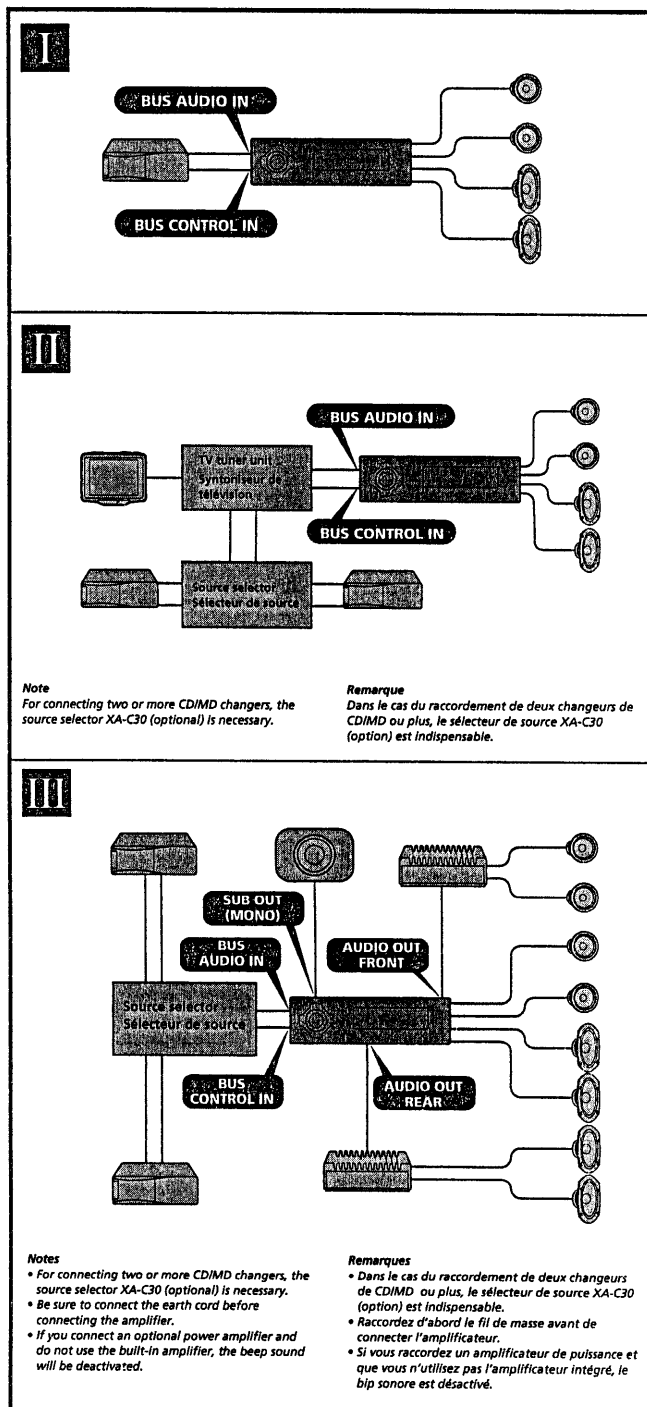 I
BUS AUDIO IN
BUS CONTROL IN
II
BUS AUDIO IN
TV tuner unit
Syntoniseur de
télévision
BUS CONTROL IN
Source selector
Sélecteur de source
Note
For connecting two or more CD/MD changers, the
source selector XA-C30 (optional) is necessary.
Remarque
Dans le cas du raccordement de deux changeurs de
CD/MD ou plus, le sélecteur de source XA-C30
(option) est indispensable.
III
SUB OUT
(MONO)
BUS
AUDIO IN
AUDIO OUT
FRONT
Source selector
Sélecteur de source
BUS
CONTROL IN
AUDIO OUT
REAR
Notes
• For connecting two or more CD/MD changers, the
source selector XA-C30 (optional) is necessary.
• Be sure to connect the earth cord before
connecting the amplifier.
• If you connect an optional power amplifier and
do not use the built-in amplifier, the beep sound
will be deactivated.
Remarques
• Dans le cas du raccordement de deux changeurs
de CD/MD ou plus, le sélecteur de source XA-C30
(option) est indispensable.
• Raccordez d'abord le fil de masse avant de
connecter l'amplificateur.
• Si vous raccordez un amplificateur de puissance et
que vous n'utilisez pas l'amplificateur intégré, le
bip sonore est désactivé.